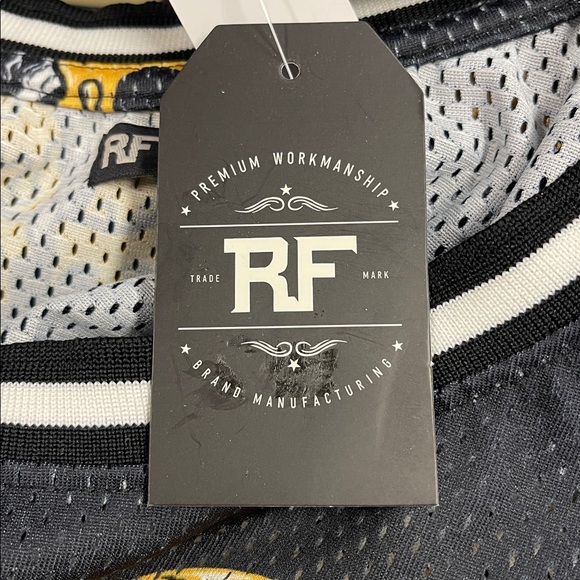 RF
PREMIUM WORKMANSHIP
TRADE RF MARK
BRAND MANUFACTURING